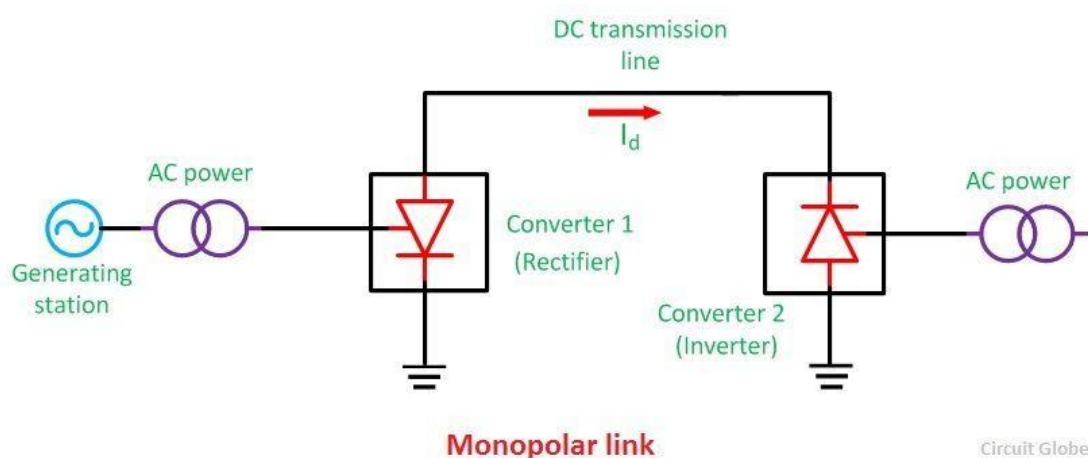 DC transmission
line
I_d
AC power
AC power
Converter 1
(Rectifier)
Generating
station
Converter 2
(Inverter)
Monopolar link
Circuit Globe